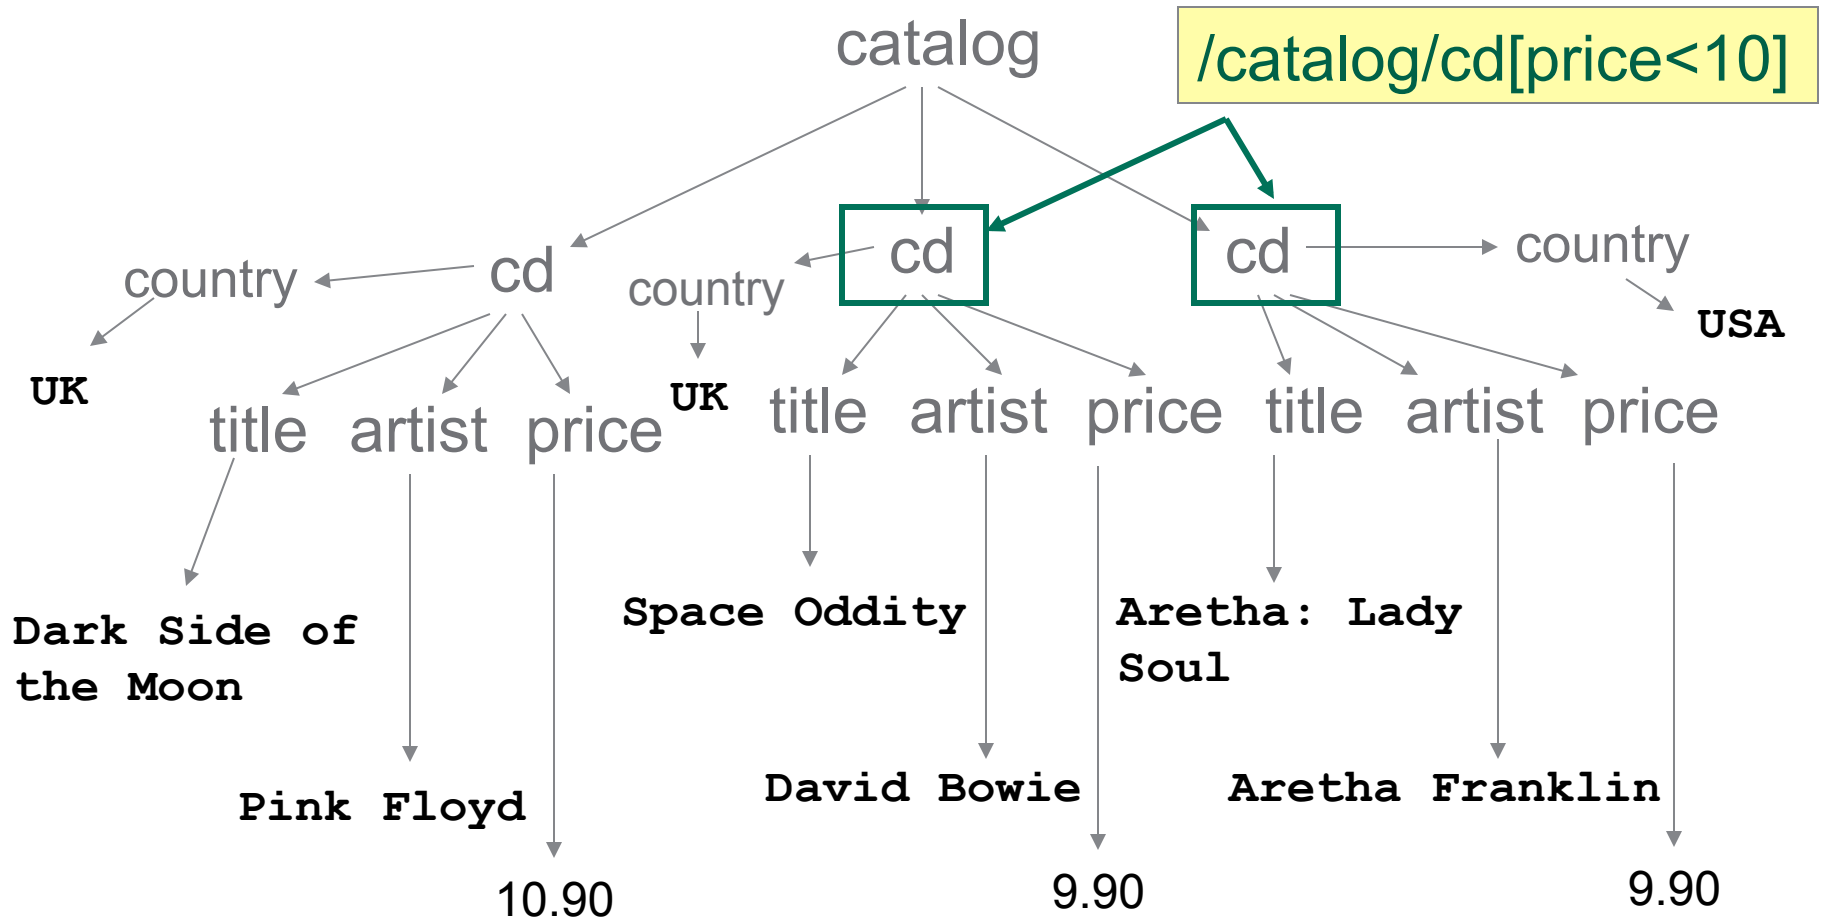 catalog
/catalog/cd[price<10]
country
cd
country
cd
cd
country
UK
UK
USA
title
artist
price
title
artist
price
title
artist
price
Dark Side of
the Moon
Space Oddity
Aretha: Lady
Soul
Pink Floyd
David Bowie
Aretha Franklin
10.90
9.90
9.90